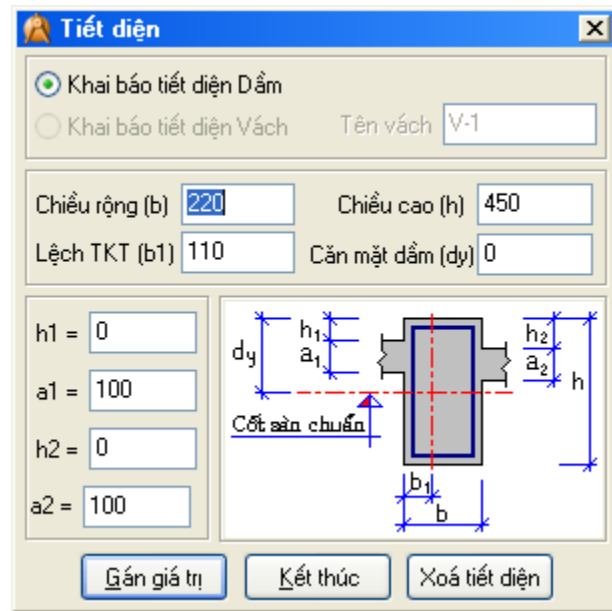 Tiết diện
Khai báo tiết diện Dầm
Khai báo tiết diện Vách Tên vách V-1
Chiều rộng (b) 220 Chiều cao (h) 450
Lệch TKT (b1) 110 Căn mặt dầm (dy) 0
h1 = 0
a1 = 100
h2 = 0
a2 = 100
dy h1 a1 h2 a2 h
Cốt sàn chuẩn
b1
b
Gán giá trị Kết thúc Xoá tiết diện